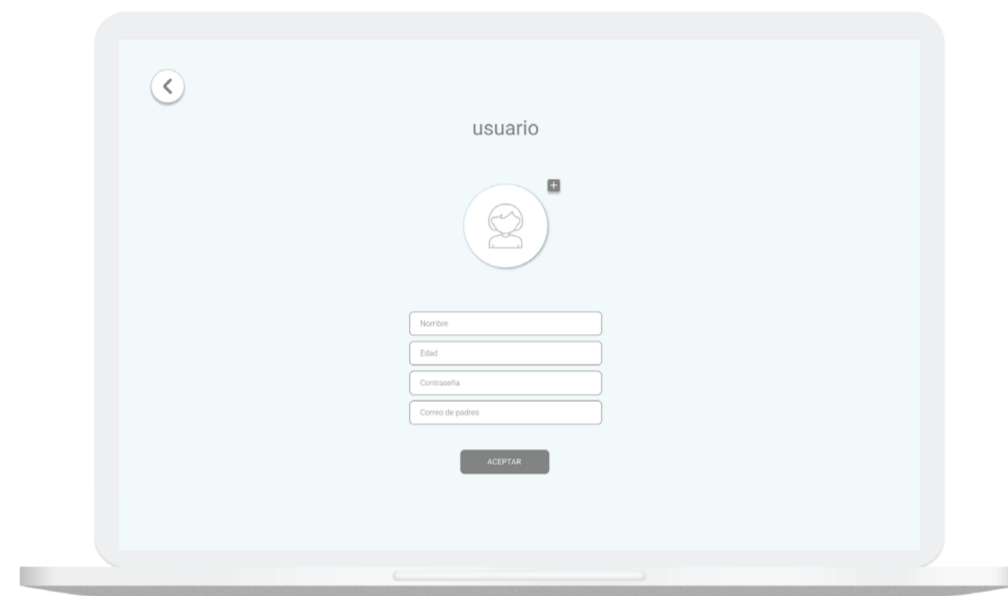 usuario
Nombre
Edad
Contraseña
Correo de padres
ACEPTAR